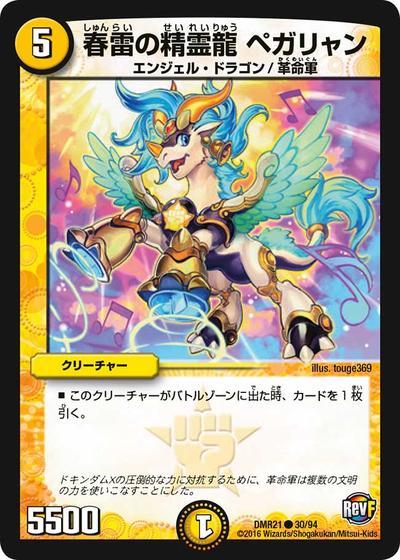 5
しゅんらい せいれいりゅう
春雷の精霊龍 ペガリャン
エンジェル・ドラゴン/革命軍
かくめいぐん
illus. touge369
クリーチャー
■ このクリーチャーがバトルゾーンに出た時、カードを1枚
引く。
ドキンダムXの圧倒的な力に対抗するために、革命軍は複数の文明
の力を使いこなすことにした。
RevF
5500
1
DMR21 ● 30/94
©2016 Wizards/Shogakukan/Mitsui-Kids